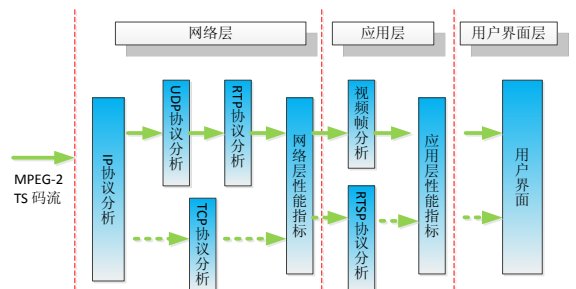 网络层
应用层
用户界面层
MPEG-2
TS 码流
IP协议分析
UDP协议分析
RTP协议分析
TCP协议分析
网络层性能指标
视频帧分析
RTSP协议分析
应用层性能指标
用户界面